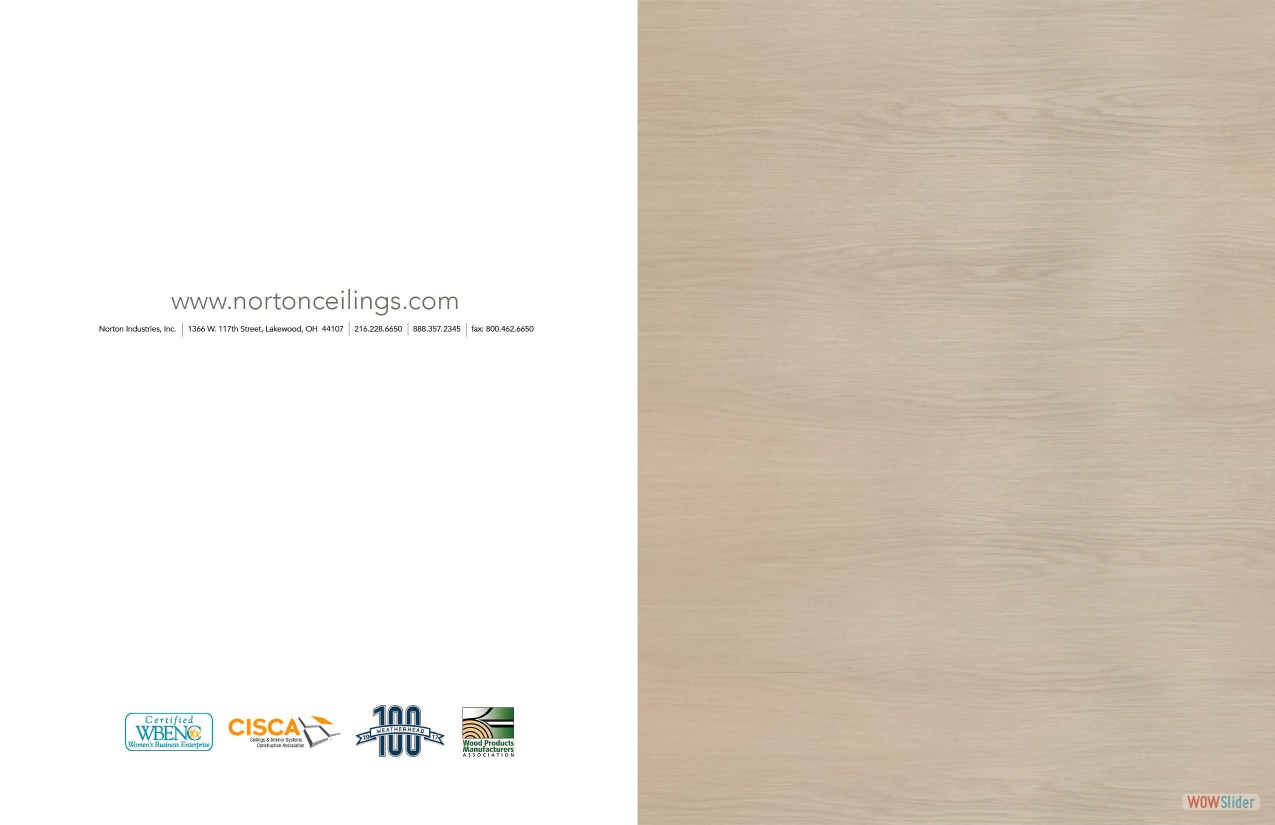 www.nortonceilings.com
Norton Industries, Inc. | 1366 W. 117th Street, Lakewood, OH 44107 | 216.228.6650 | 888.357.2345 | fax: 800.462.6650
Certified
WBENC
Women's Business Enterprise
CISCA
Ceilings & Interior Systems
Construction Association
100
20 WEATHERHEAD 17
Wood Products
Manufacturers
ASSOCIATION
WOWSlider